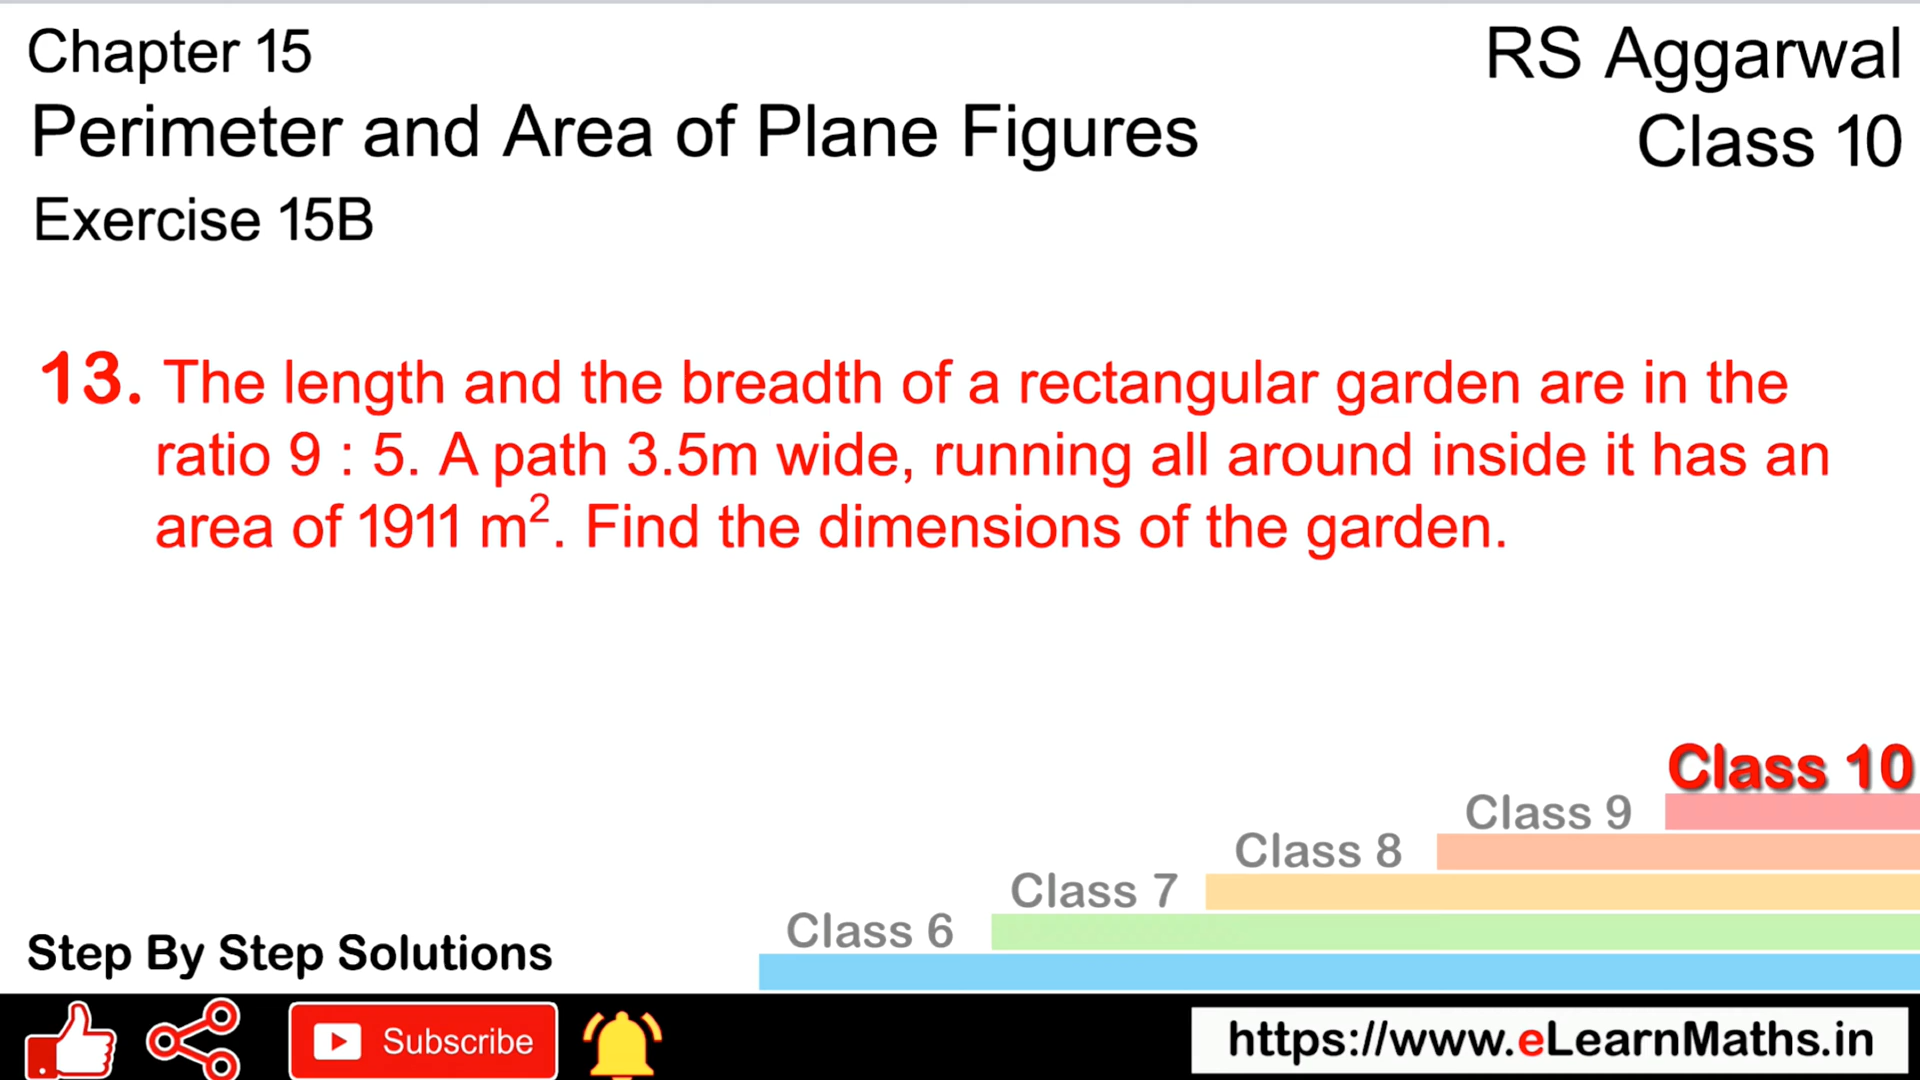 Chapter 15
RS Aggarwal
Perimeter and Area of Plane Figures
Class 10
Exercise 15B
13. The length and the breadth of a rectangular garden are in the
ratio 9 : 5. A path 3.5m wide, running all around inside it has an
area of 1911 m². Find the dimensions of the garden.
Class 10
Class 9
Class 8
Class 7
Class 6
Step By Step Solutions
Subscribe
https://www.eLearnMaths.in